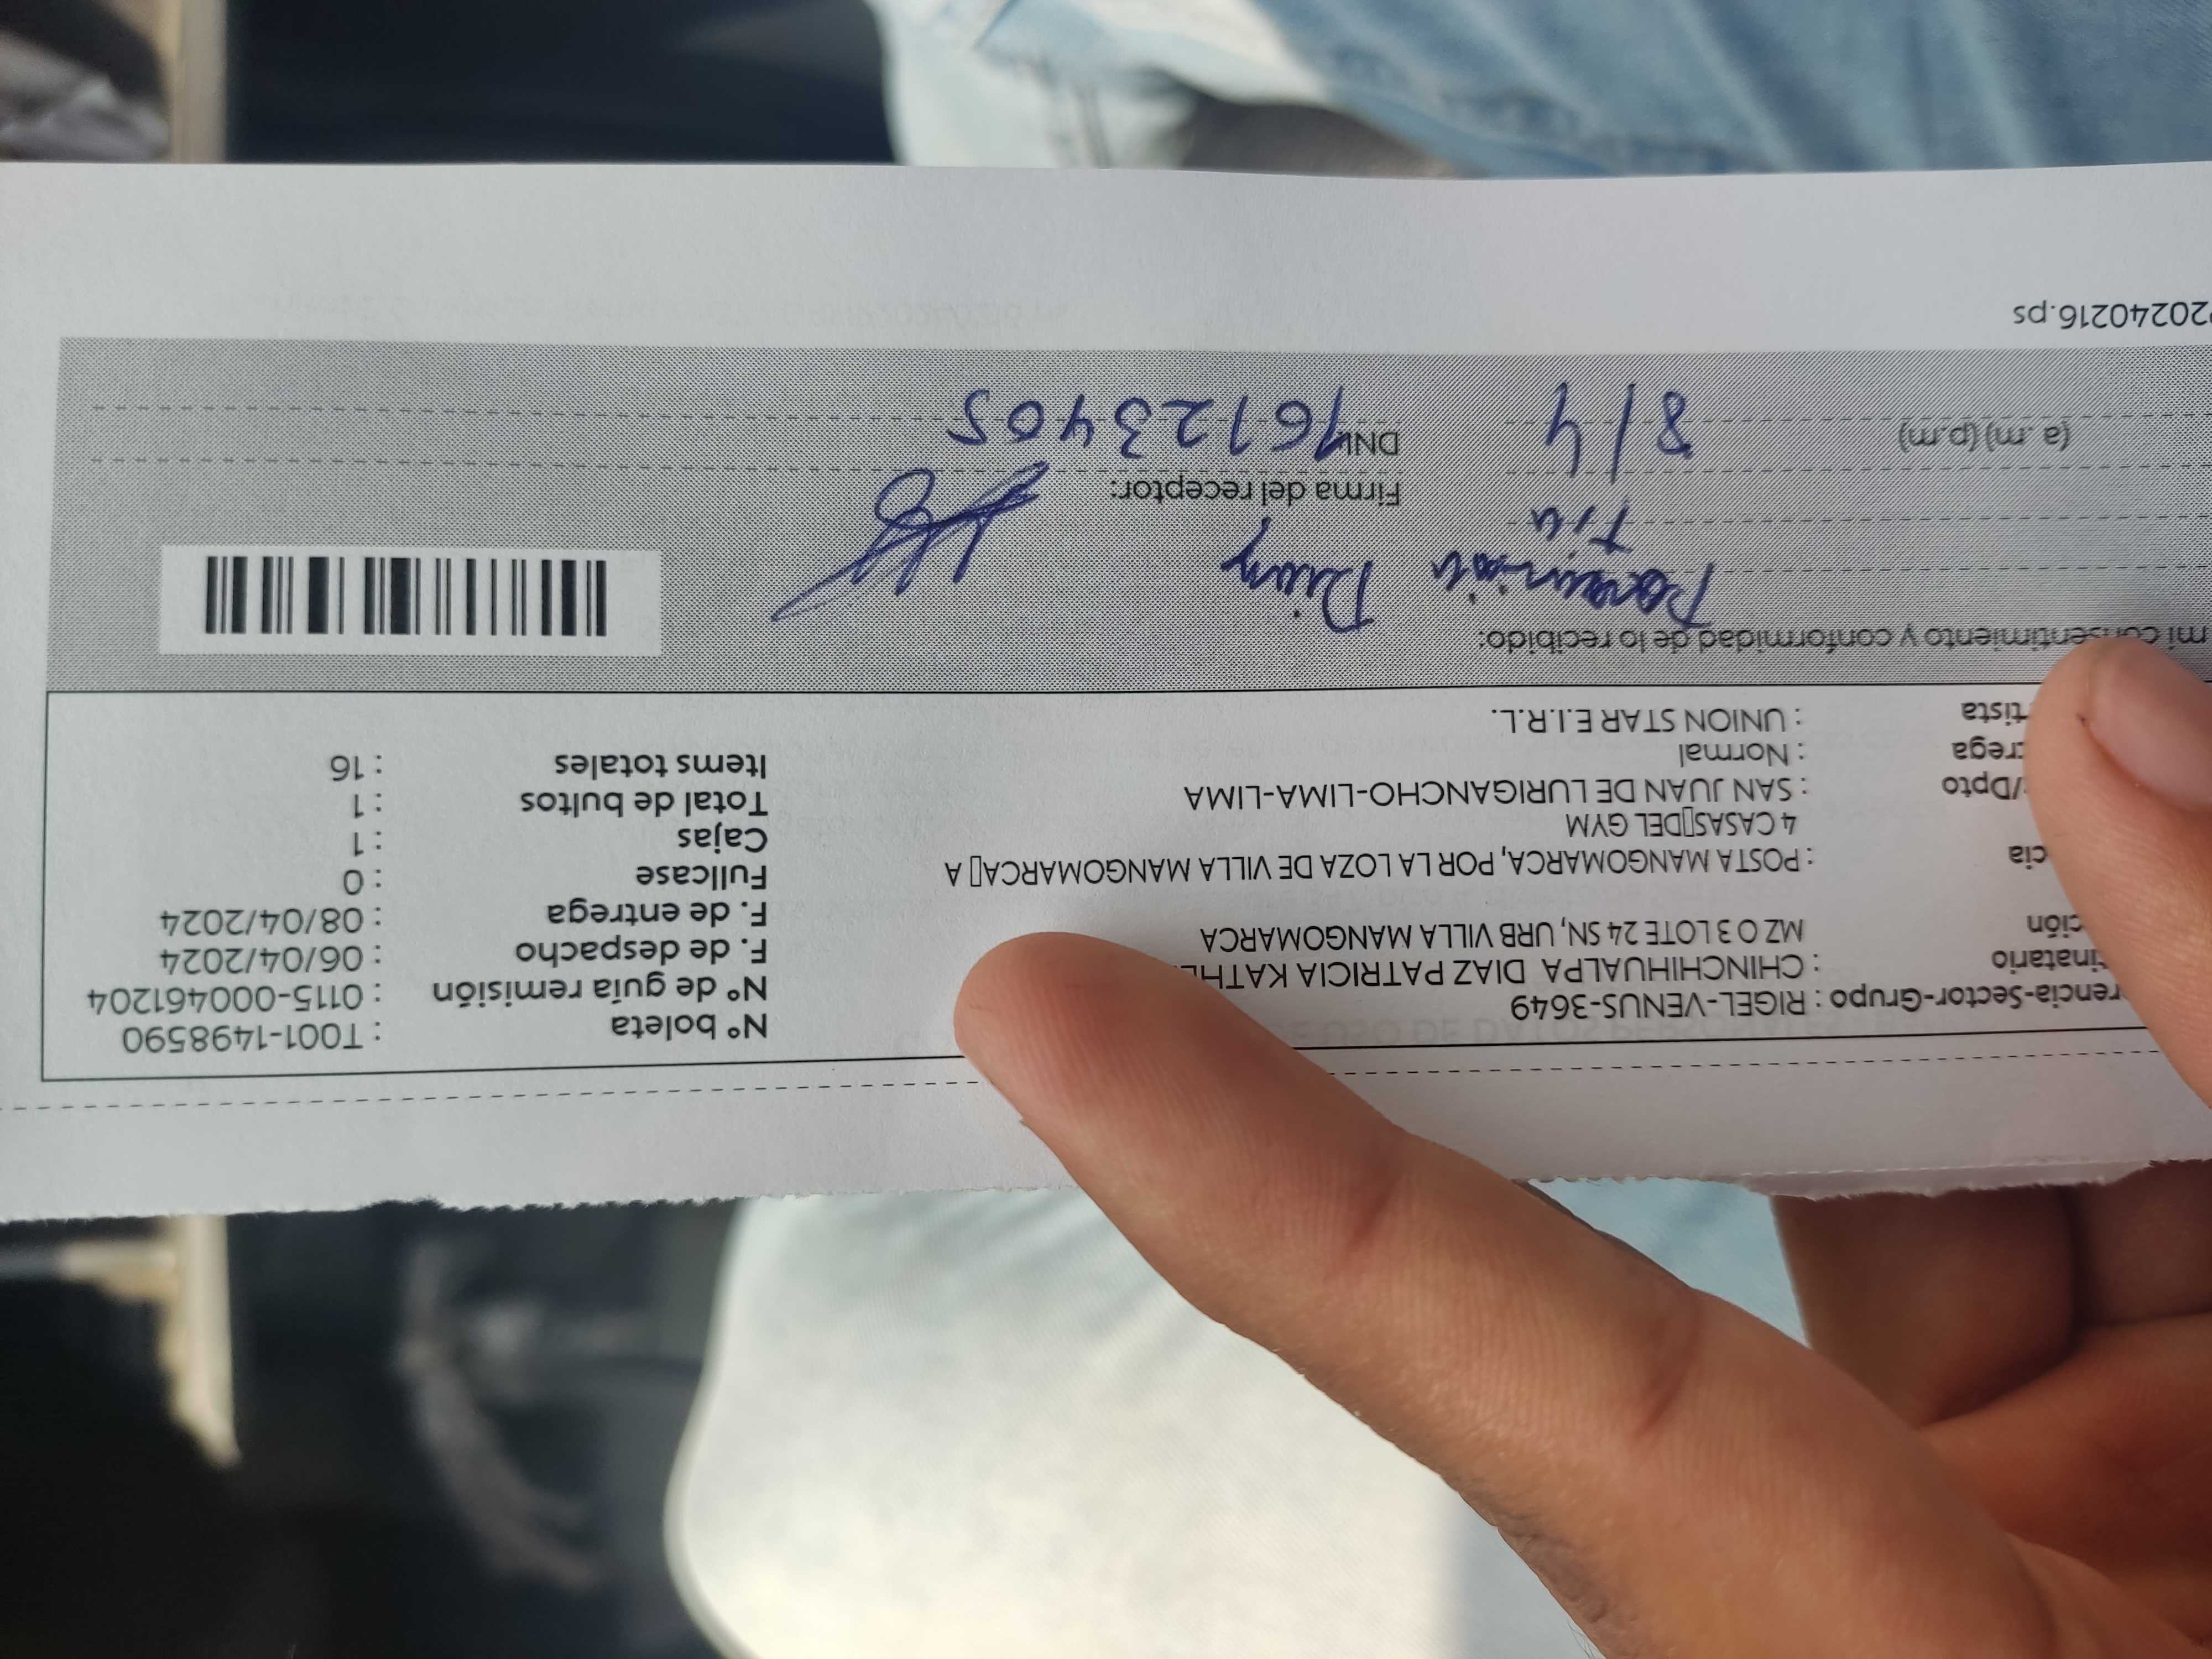 rencia-Sector-Grupo : RIGEL-VENUS-3649
inatario : CHINCHIHUALPA DIAZ PATRICIA KATHE
ción MZ O 3 LOTE 24 SN, URB VILLA MANGOMARCA
cia : POSTA MANGOMARCA, POR LA LOZA DE VILLA MANGOMARCA▯ A
4 CASAS▯DEL GYM
/Dpto : SAN JUAN DE LURIGANCHO-LIMA-LIMA
rega : Normal
tista : UNION STAR E.I.R.L.
N° boleta : T001-1498590
N° de guía remisión : 0115-000461204
F. de despacho : 06/04/2024
F. de entrega : 08/04/2024
Fullcase : 0
Cajas : 1
Total de bultos : 1
Items totales : 16
mi consentimiento y conformidad de lo recibido:
Tia
Firma del receptor:
(a .m) (p.m) 8/4 DNI:
20240216.ps